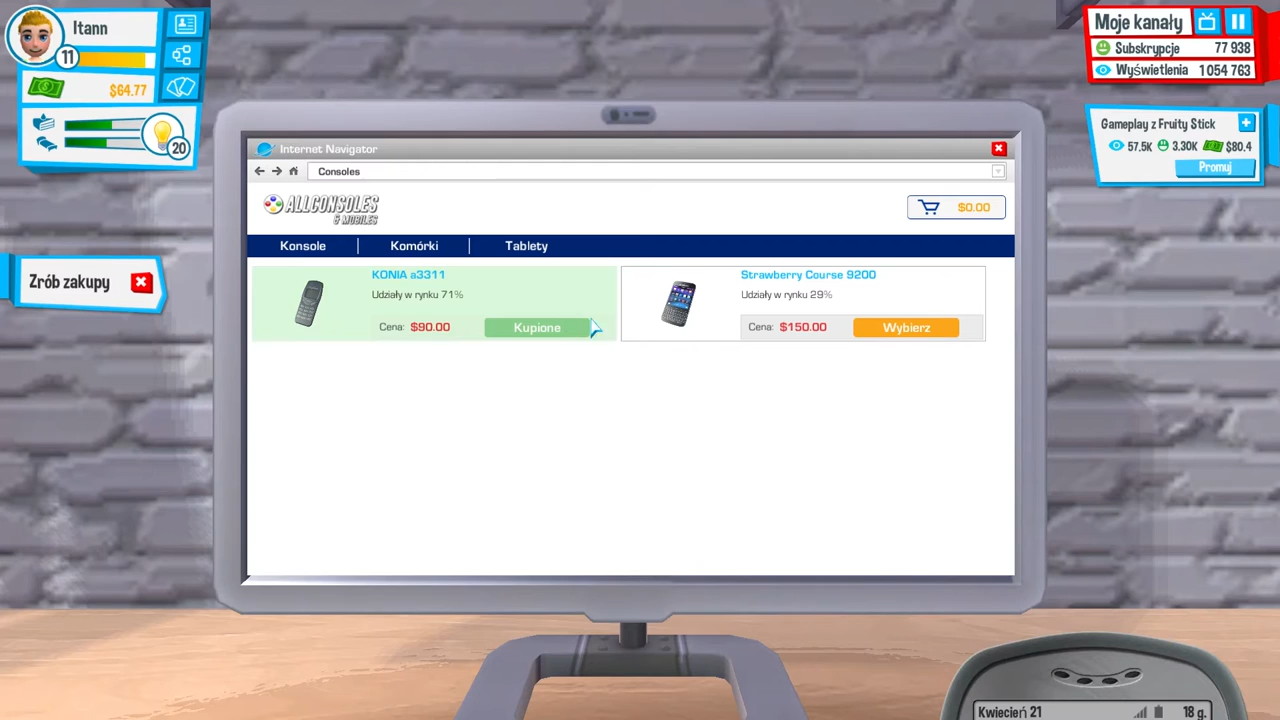 Itann
11
$64.77
20
Moje kanały
Subskrypcje 77 938
Wyświetlenia 1 054 763
Gameplay z Fruity Stick
57.5K 3.30K $80.4
Promuj
Zrób zakupy
Internet Navigator
Consoles
ALLCONSOLES
& MOBILES
$0.00
Konsole Komórki Tablety
KONIA a3311
Udziały w rynku 71%
Cena: $90.00 Kupione
Strawberry Course 9200
Udziały w rynku 29%
Cena: $150.00 Wybierz
Kwiecień 21 18 g.